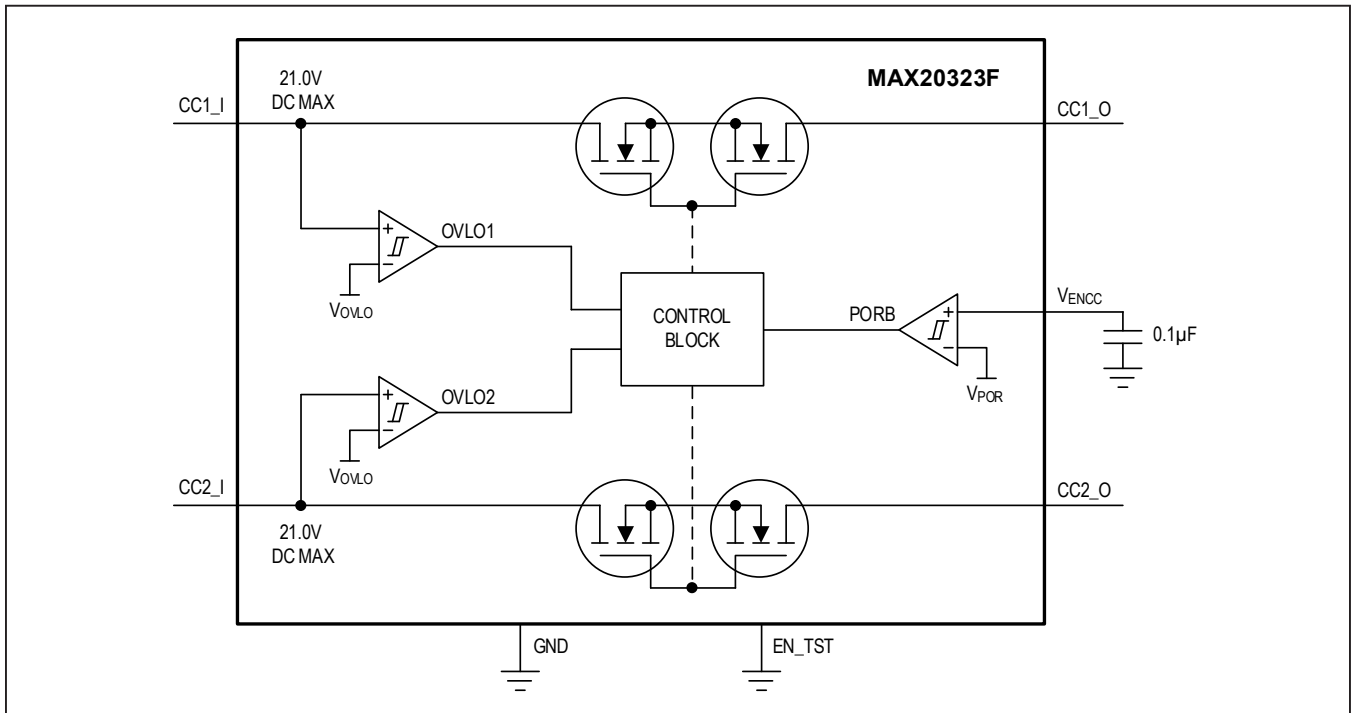 MAX20323F
21.0V
DC MAX
CC1_I
CC1_O
+
OVLO1
-
VOVLO
CONTROL
BLOCK
PORB
+
-
VENCC
0.1µF
VPOR
+
OVLO2
-
VOVLO
CC2_I
CC2_O
21.0V
DC MAX
GND
EN_TST